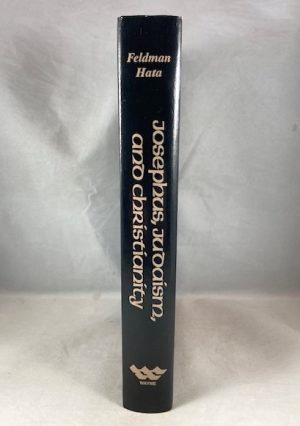 Feldman
Hata
Josephus, Judaism,
and Christianity
WAYNE